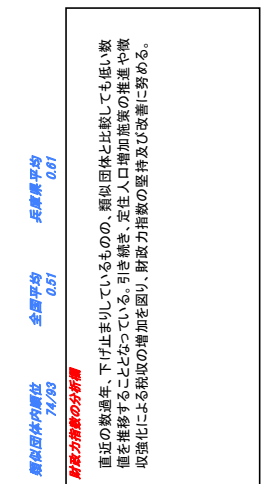 類似団体内順位 全国平均 兵庫県平均
74/93 0.51 0.61
財政力指数の分析欄
直近の数過年、下げ止まりしているものの、類似団体と比較しても低い数
値を推移することとなっている。引き続き、定住人口増加施策の推進や徴
収強化による税収の増加を図り、財政力指数の堅持及び改善に努める。